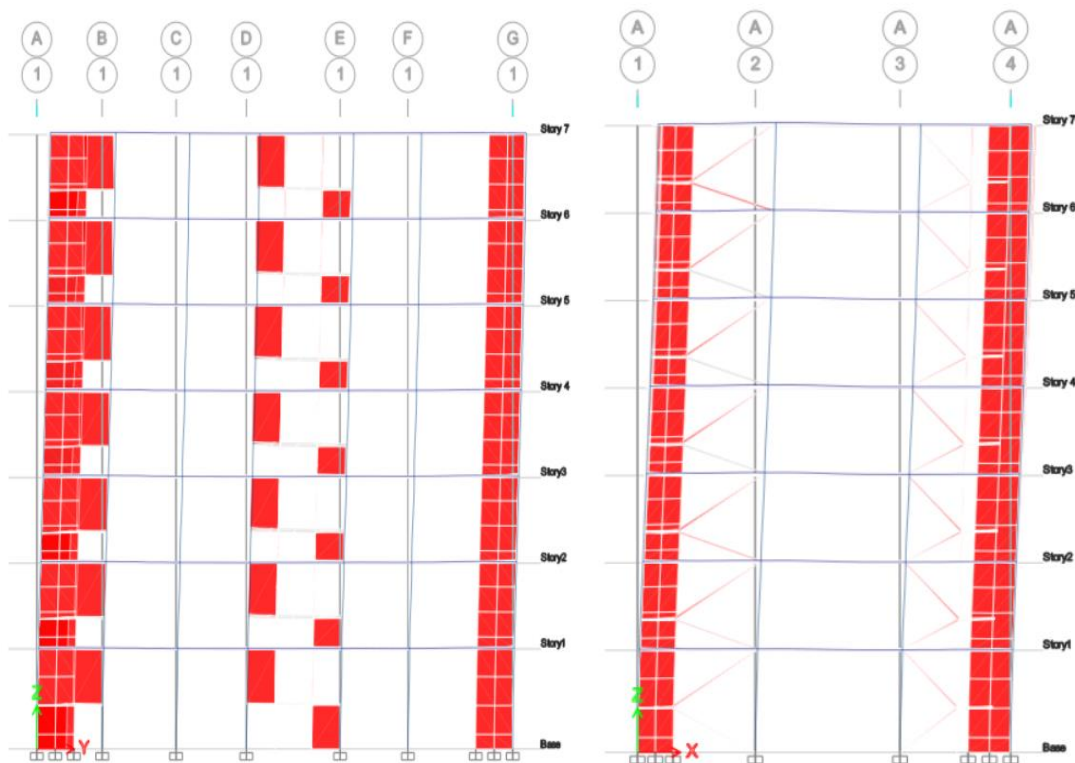 A B C D E F G
1 1 1 1 1 1 1
Story 7
Story 6
Story 5
Story 4
Story3
Story2
Story1
Base
Z
Y
A A A A
1 2 3 4
Story 7
Story 6
Story 5
Story 4
Story3
Story2
Story1
Base
Z
X